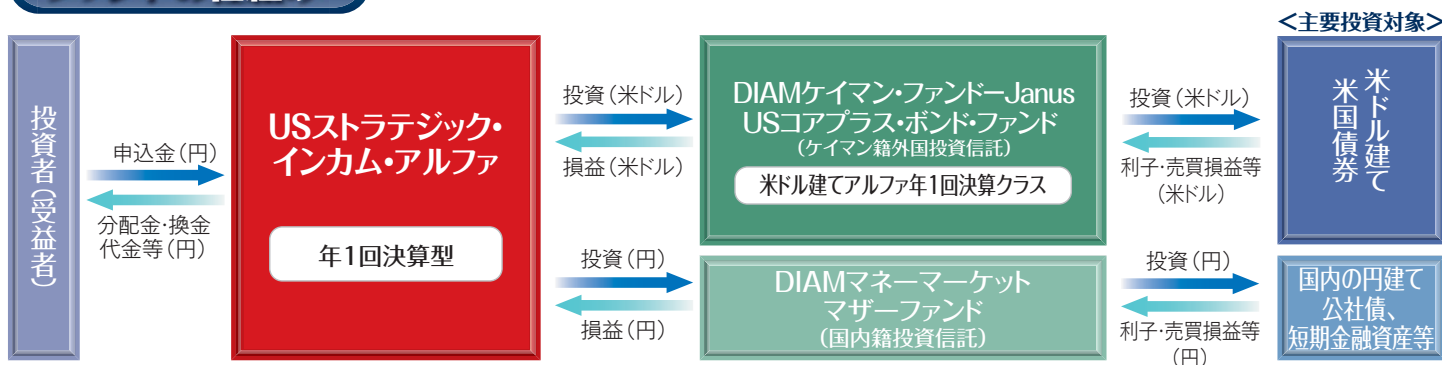 <主要投資対象>
投資者(受益者)
申込金(円)
分配金・換金
代金等(円)
USストラテジック・
インカム・アルファ
年1回決算型
投資(米ドル)
損益(米ドル)
投資(円)
損益(円)
DIAMケイマン・ファンドーJanus
USコアプラス・ボンド・ファンド
(ケイマン籍外国投資信託)
米ドル建てアルファ年1回決算クラス
DIAMマネーマーケット
マザーファンド
(国内籍投資信託)
投資(米ドル)
利子・売買損益等
(米ドル)
投資(円)
利子・売買損益等
(円)
米ドル建て
米国債券
国内の円建て
公社債、
短期金融資産等